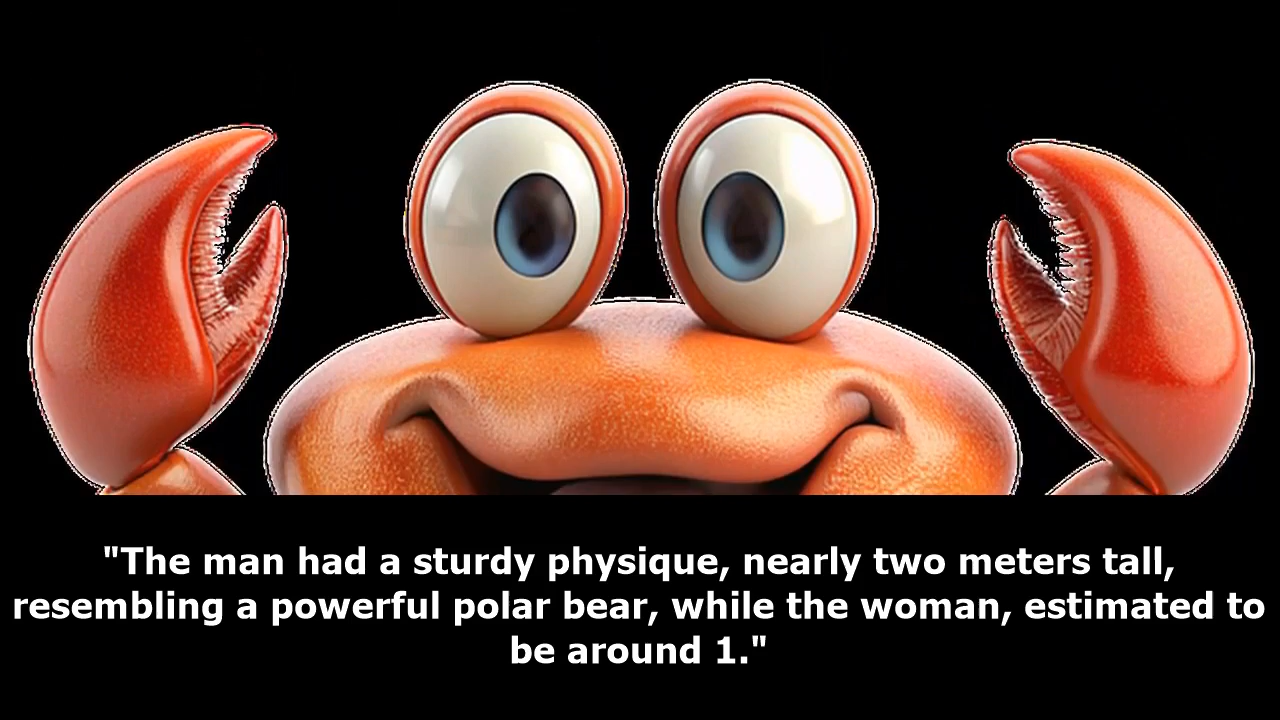 "The man had a sturdy physique, nearly two meters tall,
resembling a powerful polar bear, while the woman, estimated to
be around 1."